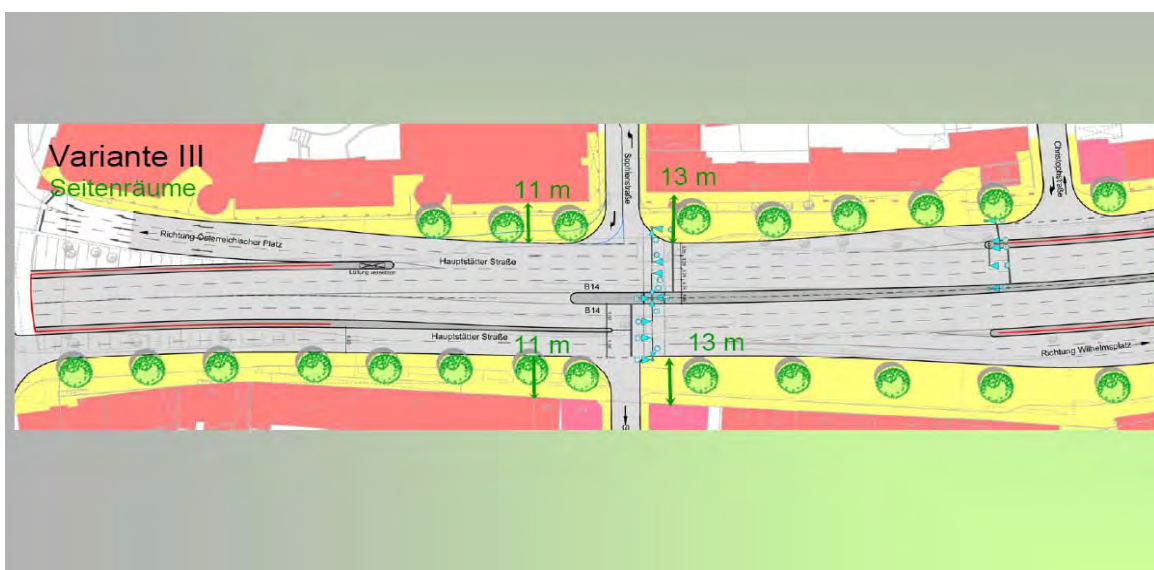 Variante III
Seitenräume
11 m
13 m
Sophienstraße
Christophstraße
Richtung-Österreichischer Platz
Hauptstätter Straße
Lüftung
B14
B14
Hauptstätter Straße
11 m
13 m
Richtung Wilhelmsplatz